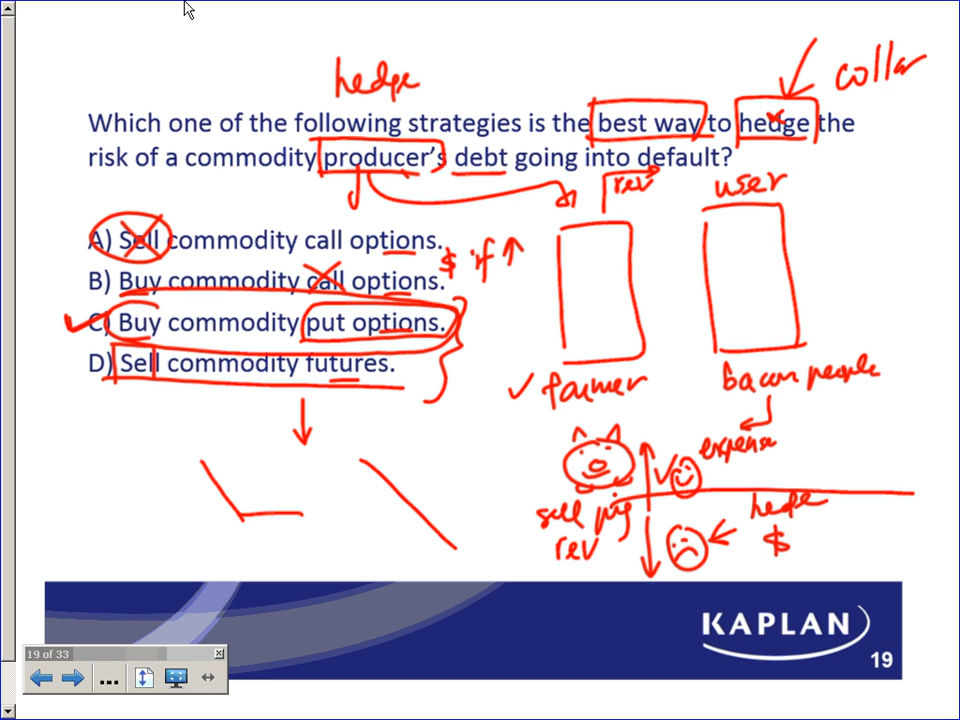 hedge
collar
Which one of the following strategies is the best way to hedge the
risk of a commodity producer's debt going into default?
rev
user
A) Sell commodity call options.
$ if ↑
B) Buy commodity call options.
C) Buy commodity put options.
D) Sell commodity futures.
farmer
bacon people
expense
sell pig
rev
hedge
$
KAPLAN
19
19 of 33
...